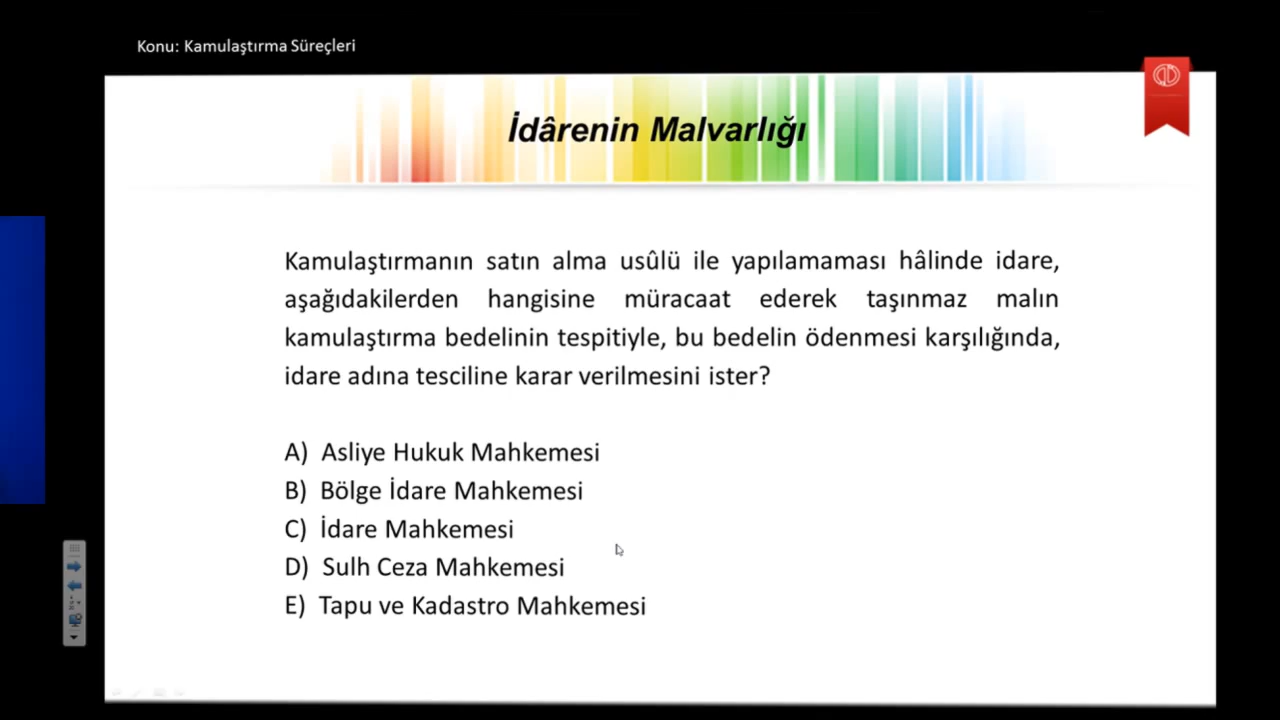 Konu: Kamulaştırma Süreçleri
İdârenin Malvarlığı
Kamulaştırmanın satın alma usûlü ile yapılamaması hâlinde idare,
aşağıdakilerden hangisine müracaat ederek taşınmaz malın
kamulaştırma bedelinin tespitiyle, bu bedelin ödenmesi karşılığında,
idare adına tesciline karar verilmesini ister?
A) Asliye Hukuk Mahkemesi
B) Bölge İdare Mahkemesi
C) İdare Mahkemesi
D) Sulh Ceza Mahkemesi
E) Tapu ve Kadastro Mahkemesi